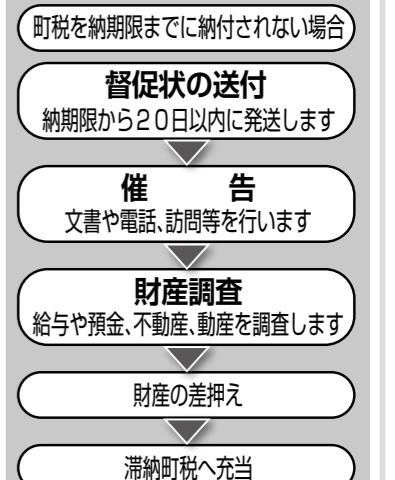 町税を納期限までに納付されない場合
督促状の送付
納期限から20日以内に発送します
催　　告
文書や電話、訪問等を行います
財産調査
給与や預金、不動産、動産を調査します
財産の差押え
滞納町税へ充当